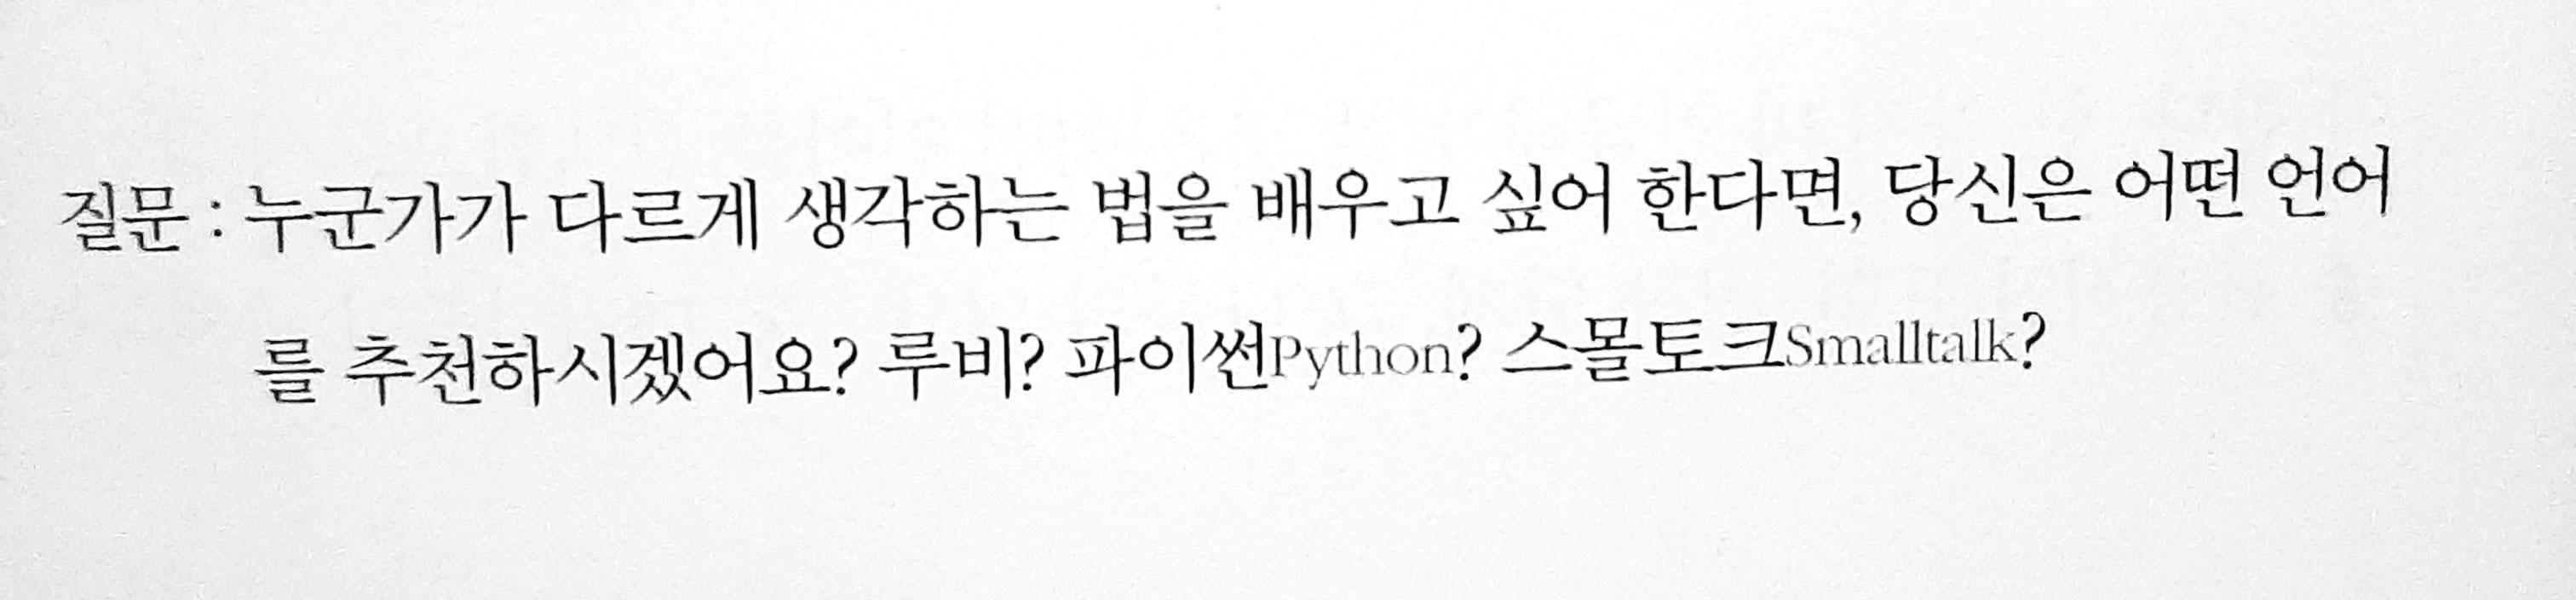 질문 : 누군가가 다르게 생각하는 법을 배우고 싶어 한다면, 당신은 어떤 언어
를 추천하시겠어요? 루비? 파이썬Python? 스몰토크Smalltalk?